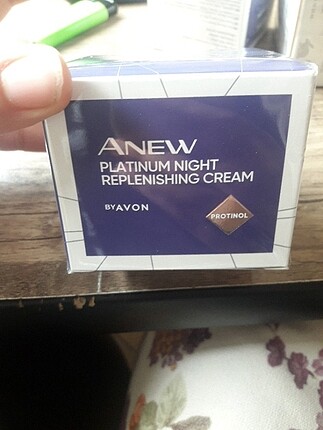 ANEW
PLATINUM NIGHT
REPLENISHING CREAM
BY AVON
PROTINOL